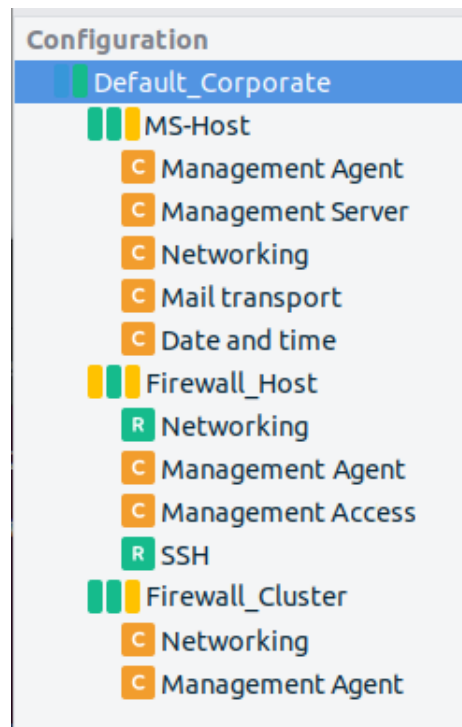 Configuration
Default_Corporate
MS-Host
C Management Agent
C Management Server
C Networking
C Mail transport
C Date and time
Firewall_Host
R Networking
C Management Agent
C Management Access
R SSH
Firewall_Cluster
C Networking
C Management Agent